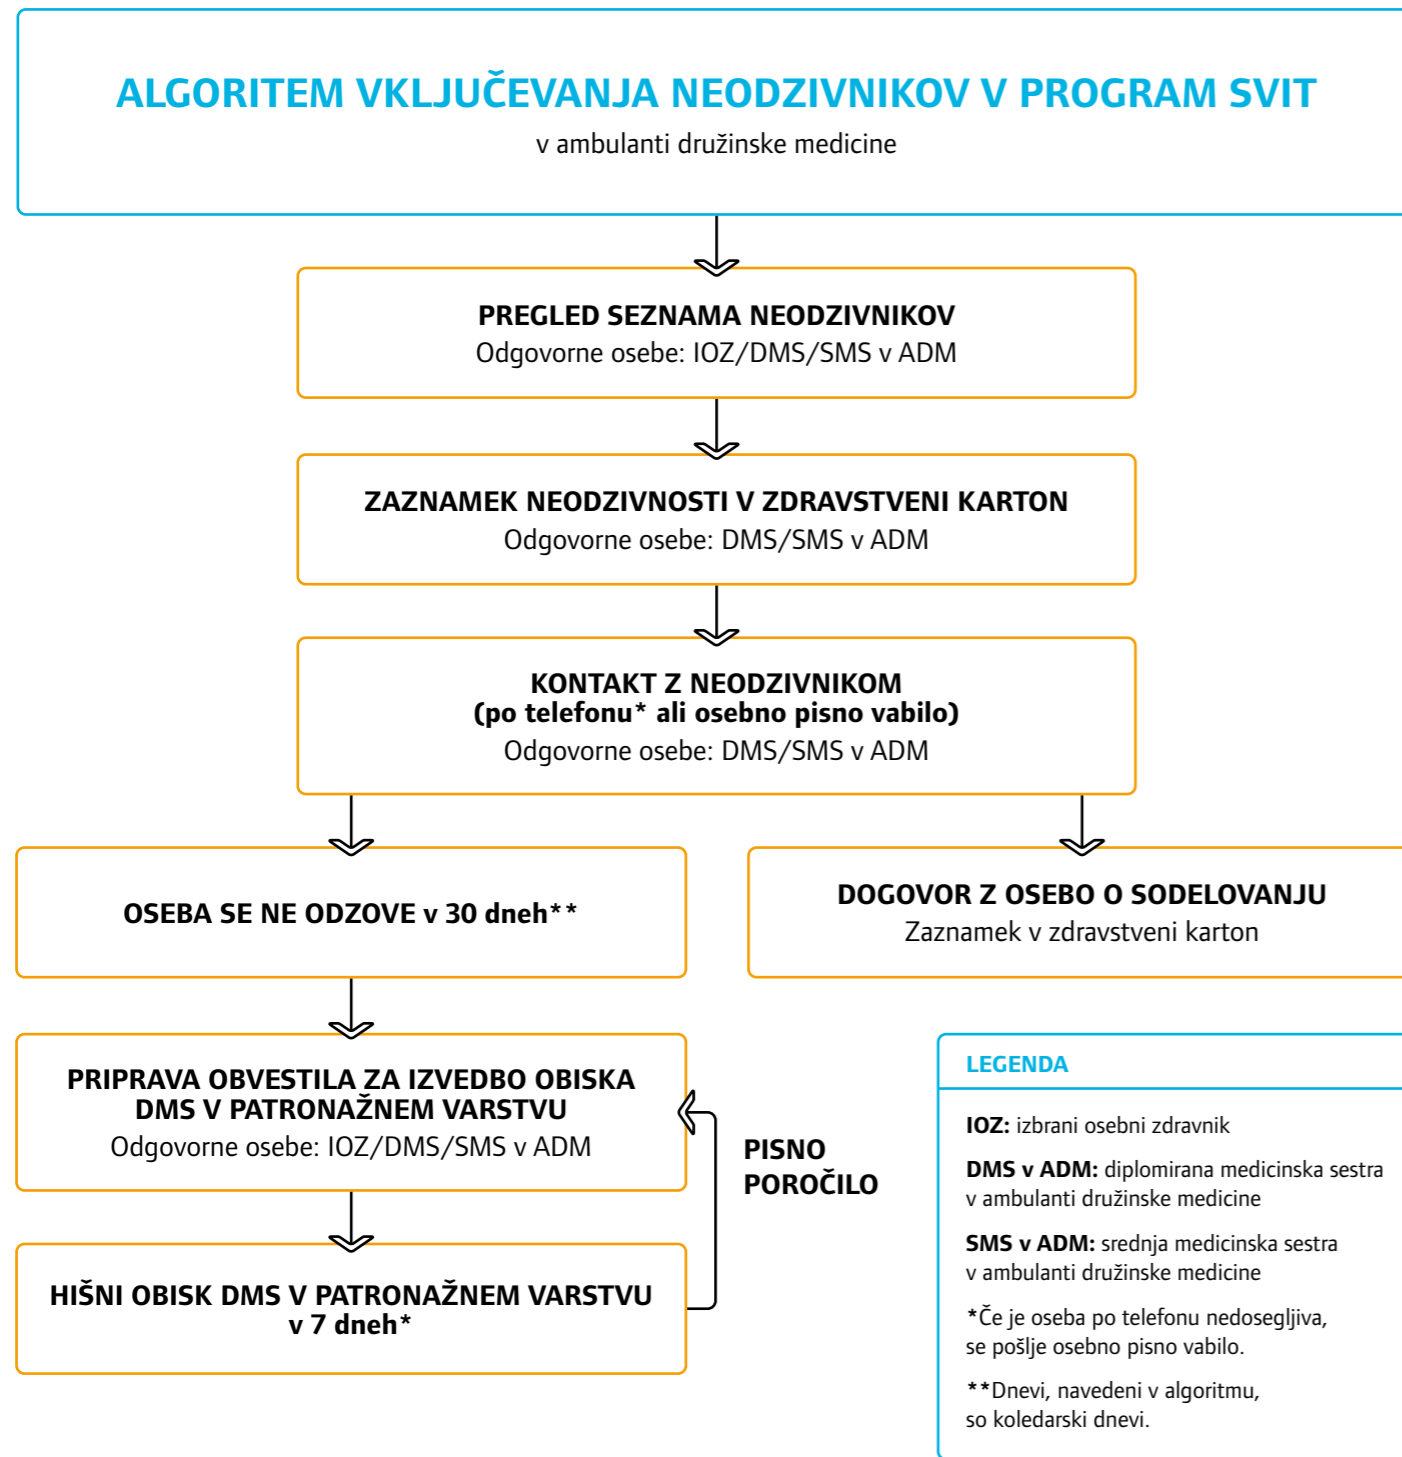 ALGORITEM VKLJUČEVANJA NEODZIVNIKOV V PROGRAM SVIT
v ambulanti družinske medicine
PREGLED SEZNAMA NEODZIVNIKOV
Odgovorne osebe: IOZ/DMS/SMS v ADM
ZAZNAMEK NEODZIVNOSTI V ZDRAVSTVENI KARTON
Odgovorne osebe: DMS/SMS v ADM
KONTAKT Z NEODZIVNIKOM
(po telefonu* ali osebno pisno vabilo)
Odgovorne osebe: DMS/SMS v ADM
OSEBA SE NE ODZOVE v 30 dneh**
DOGOVOR Z OSEBO O SODELOVANJU
Zaznamek v zdravstveni karton
PRIPRAVA OBVESTILA ZA IZVEDBO OBISKA
DMS V PATRONAŽNEM VARSTVU
Odgovorne osebe: IOZ/DMS/SMS v ADM
PISNO
POROČILO
HIŠNI OBISK DMS V PATRONAŽNEM VARSTVU
v 7 dneh*
LEGENDA
IOZ: izbrani osebni zdravnik
DMS v ADM: diplomirana medicinska sestra
v ambulanti družinske medicine
SMS v ADM: srednja medicinska sestra
v ambulanti družinske medicine
*Če je oseba po telefonu nedosegljiva,
se pošlje osebno pisno vabilo.
**Dnevi, navedeni v algoritmu,
so koledarski dnevi.